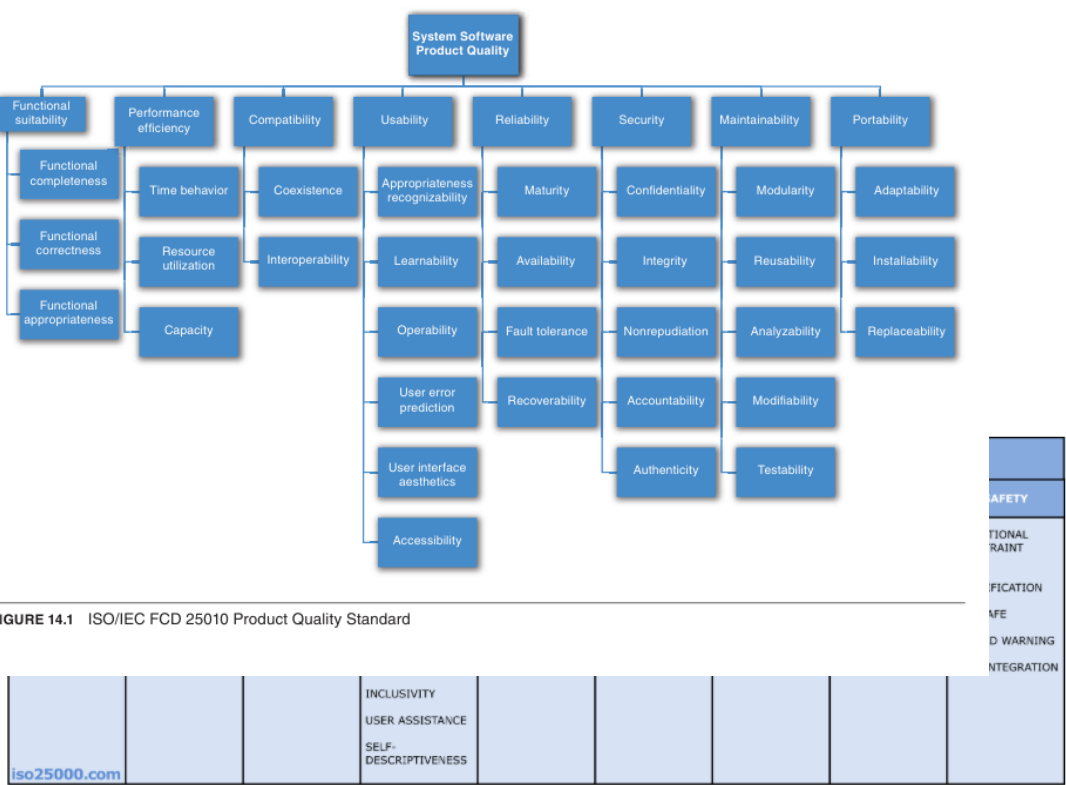 System Software
Product Quality
Functional
suitability
Performance
efficiency
Compatibility
Usability
Reliability
Security
Maintainability
Portability
Functional
completeness
Functional
correctness
Functional
appropriateness
Time behavior
Resource
utilization
Capacity
Coexistence
Interoperability
Appropriateness
recognizability
Learnability
Operability
User error
prediction
User interface
aesthetics
Accessibility
Maturity
Availability
Fault tolerance
Recoverability
Confidentiality
Integrity
Nonrepudiation
Accountability
Authenticity
Modularity
Reusability
Analyzability
Modifiability
Testability
Adaptability
Installability
Replaceability
IGURE 14.1 ISO/IEC FCD 25010 Product Quality Standard
AFETY
TIONAL
RAINT
IFICATION
AFE
D WARNING
NTEGRATION
INCLUSIVITY
USER ASSISTANCE
SELF-
DESCRIPTIVENESS
iso25000.com